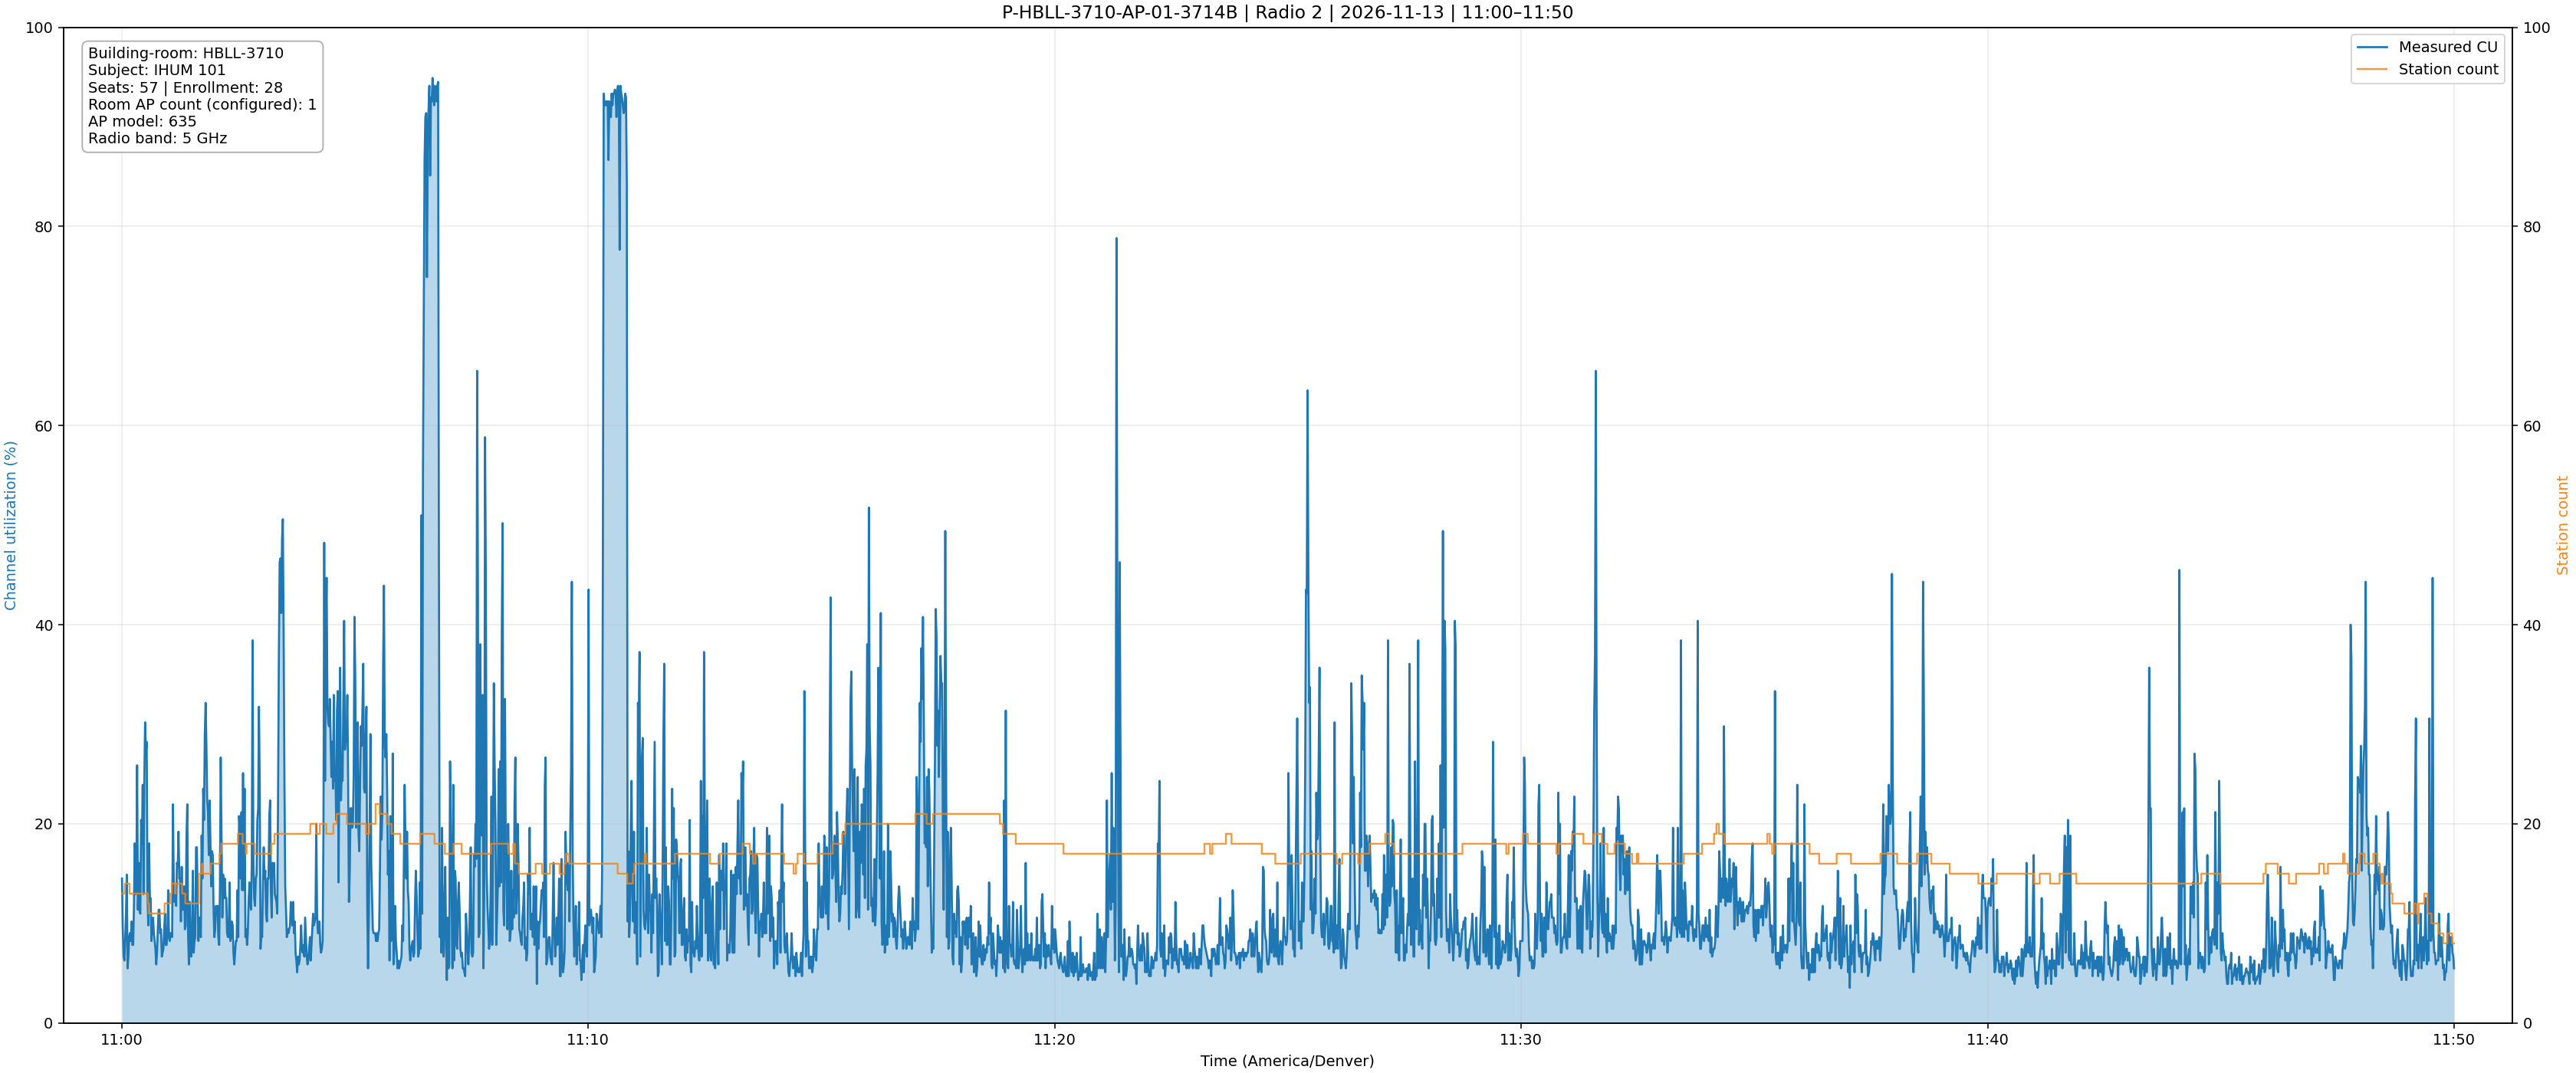 P-HBLL-3710-AP-01-3714B | Radio 2 | 2026-11-13 | 11:00–11:50
Building-room: HBLL-3710
Subject: IHUM 101
Seats: 57 | Enrollment: 28
Room AP count (configured): 1
AP model: 635
Radio band: 5 GHz
Measured CU
Station count
100
80
60
40
20
0
Channel utilization (%)
100
80
60
40
20
0
Station count
11:00
11:10
11:20
11:30
11:40
11:50
Time (America/Denver)